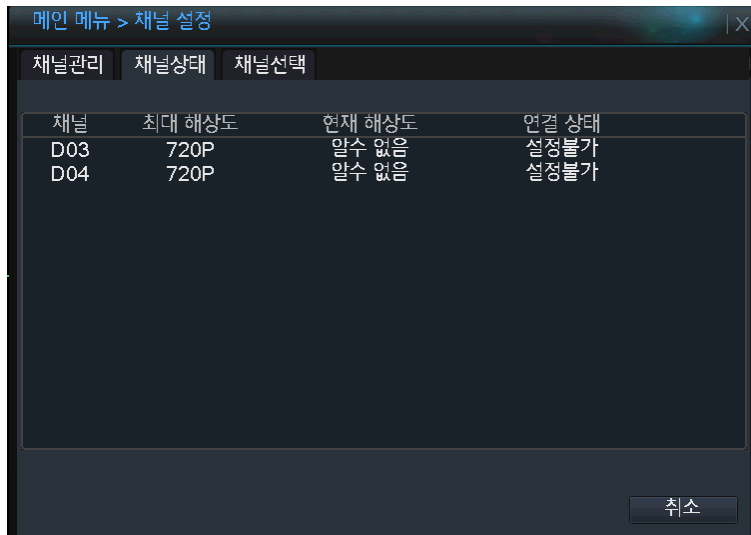 메인 메뉴 > 채널 설정 | X
채널관리 채널상태 채널선택
채널 최대 해상도 현재 해상도 연결 상태
D03 720P 알수 없음 설정불가
D04 720P 알수 없음 설정불가
취소